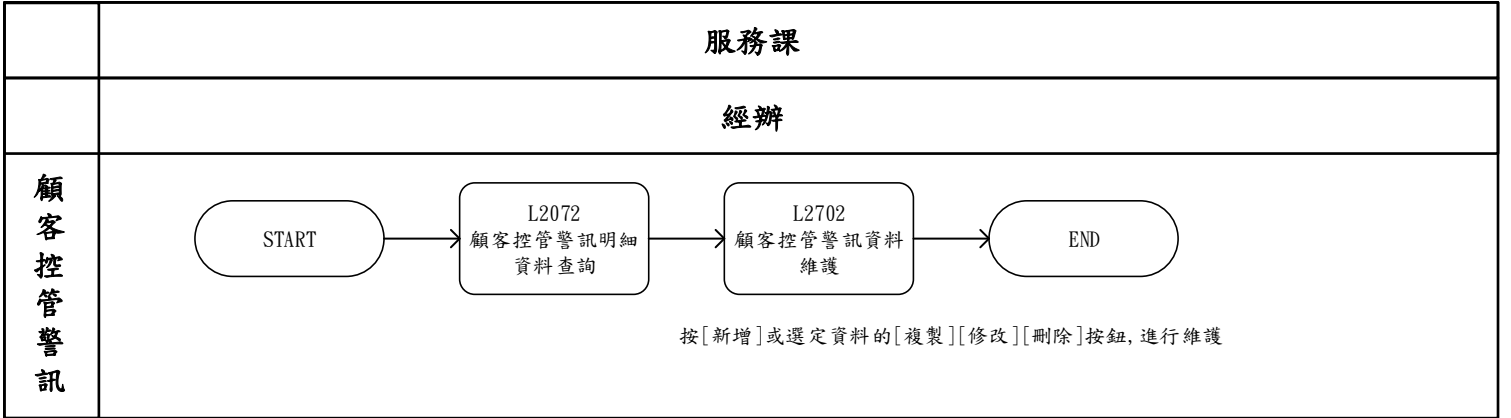 服務課
經辦
顧客控管警訊
START
L2072
顧客控管警訊明細
資料查詢
L2702
顧客控管警訊資料
維護
END
按[新增]或選定資料的[複製][修改][刪除]按鈕,進行維護